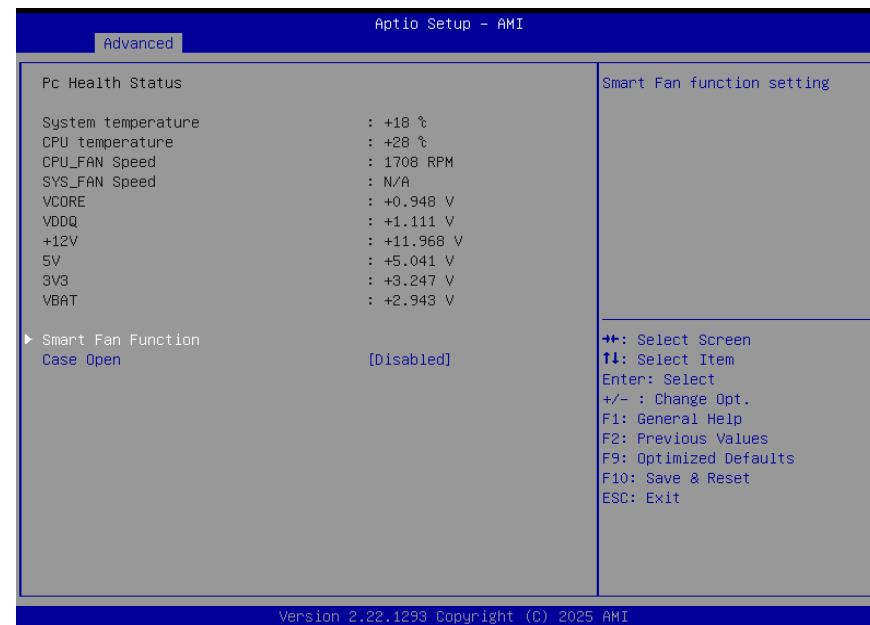 Aptio Setup – AMI
Advanced
Pc Health Status
System temperature : +18 ℃
CPU temperature : +28 ℃
CPU_FAN Speed : 1708 RPM
SYS_FAN Speed : N/A
VCORE : +0.948 V
VDDQ : +1.111 V
+12V : +11.968 V
5V : +5.041 V
3V3 : +3.247 V
VBAT : +2.943 V
▶ Smart Fan Function
Case Open [Disabled]
Smart Fan function setting
→←: Select Screen
↑↓: Select Item
Enter: Select
+/- : Change Opt.
F1: General Help
F2: Previous Values
F9: Optimized Defaults
F10: Save & Reset
ESC: Exit
Version 2.22.1293 Copyright (C) 2025 AMI